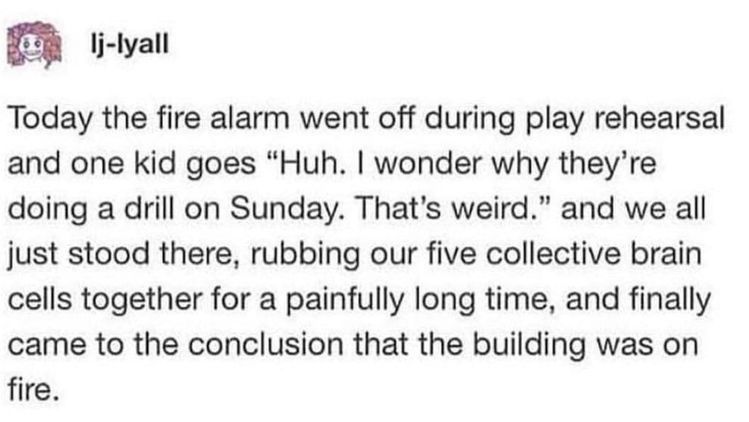 lj-lyall
Today the fire alarm went off during play rehearsal
and one kid goes “Huh. I wonder why they’re
doing a drill on Sunday. That’s weird.” and we all
just stood there, rubbing our five collective brain
cells together for a painfully long time, and finally
came to the conclusion that the building was on
fire.